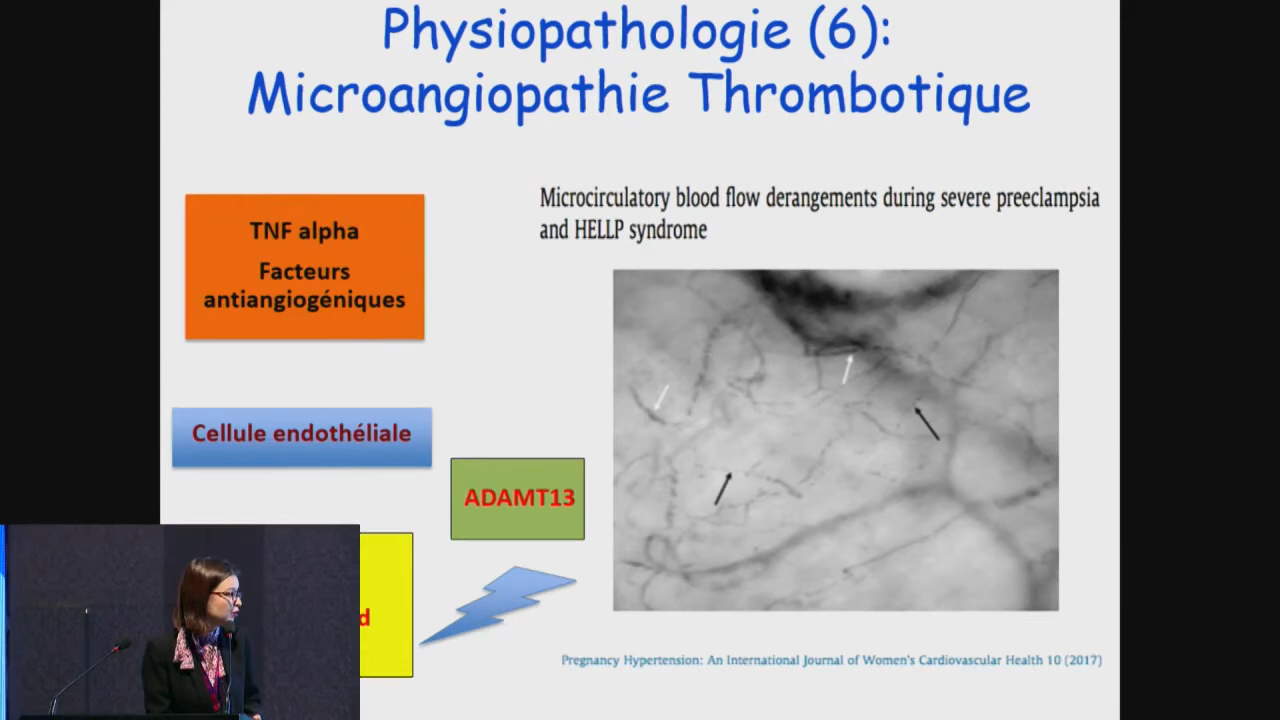 Physiopathologie (6):
Microangiopathie Thrombotique
Microcirculatory blood flow derangements during severe preeclampsia
and HELLP syndrome
TNF alpha
Facteurs
antiangiogéniques
Cellule endothéliale
ADAMT13
Pregnancy Hypertension: An International Journal of Women's Cardiovascular Health 10 (2017)